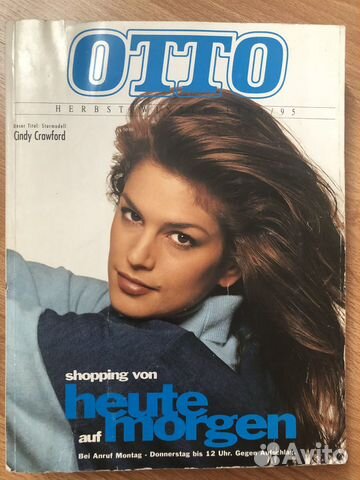 OTTO
HERBST /95
unser Titel: Starmodell
Cindy Crawford
shopping von
heute
auf morgen
Bei Anruf Montag - Donnerstag bis 12 Uhr. Gegen Aufschlag.
Avito